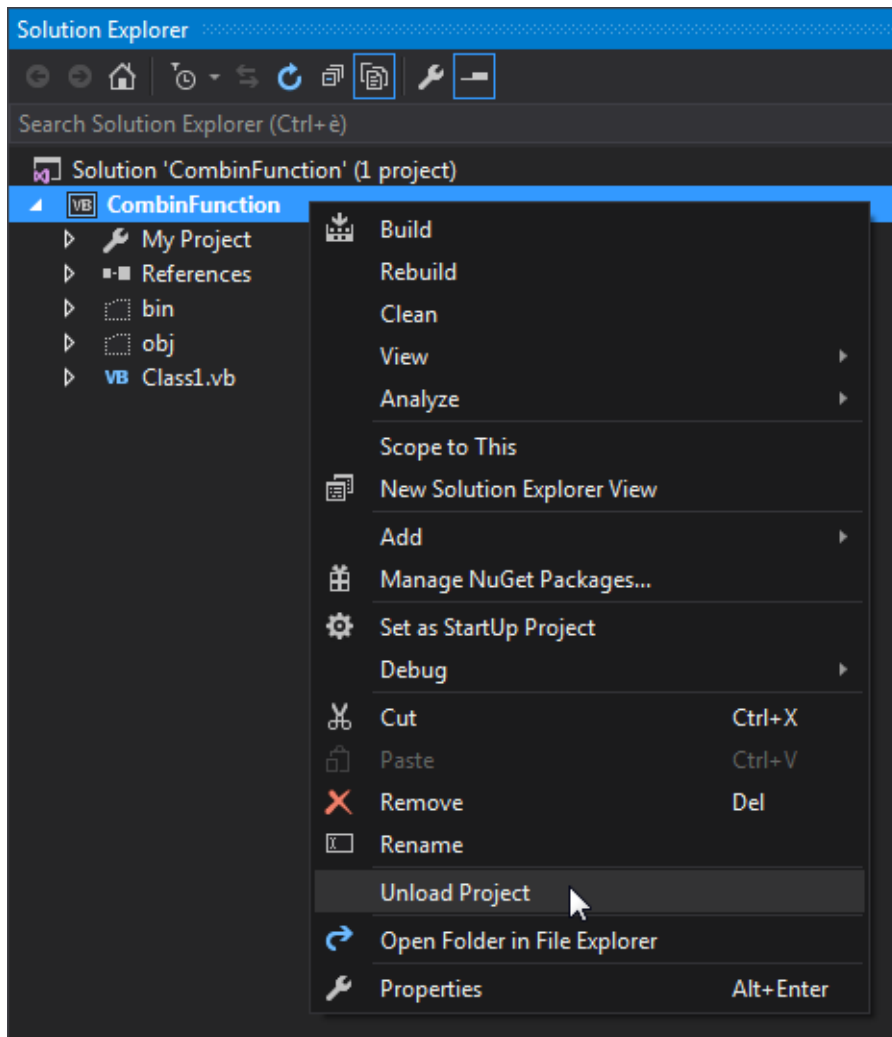 Solution Explorer
Search Solution Explorer (Ctrl+è)
Solution 'CombinFunction' (1 project)
VB CombinFunction
My Project
References
bin
obj
VB Class1.vb
Build
Rebuild
Clean
View
Analyze
Scope to This
New Solution Explorer View
Add
Manage NuGet Packages...
Set as StartUp Project
Debug
Cut Ctrl+X
Paste Ctrl+V
Remove Del
Rename
Unload Project
Open Folder in File Explorer
Properties Alt+Enter